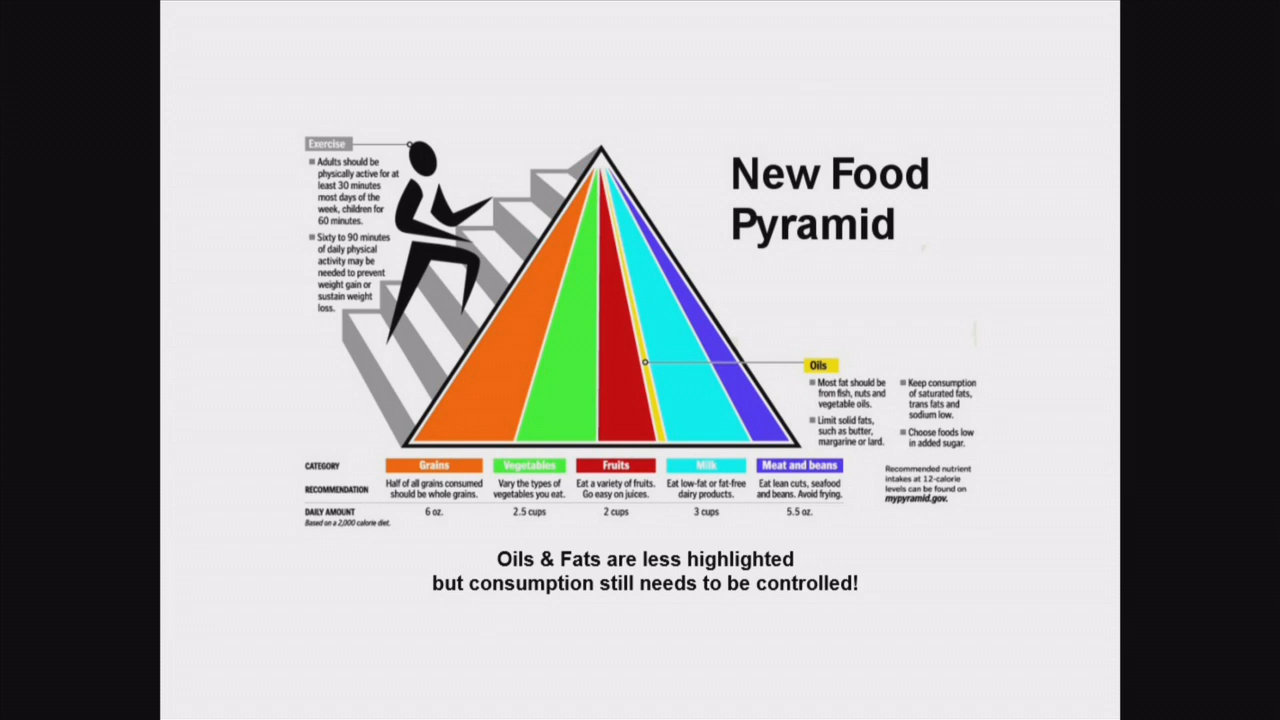 Exercise
Adults should be
physically active for at
least 30 minutes
most days of the
week, children for
60 minutes.
Sixty to 90 minutes
of daily physical
activity may be
needed to prevent
weight gain or
sustain weight
loss.
New Food
Pyramid
Oils
Most fat should be
from fish, nuts and
vegetable oils.
Limit solid fats,
such as butter,
margarine or lard.
Keep consumption
of saturated fats,
trans fats and
sodium low.
Choose foods low
in added sugar.
CATEGORY Grains Vegetables Fruits Milk Meat and beans
RECOMMENDATION
Half of all grains consumed
should be whole grains.
Vary the types of
vegetables you eat.
Eat a variety of fruits.
Go easy on juices.
Eat low-fat or fat-free
dairy products.
Eat lean cuts, seafood
and beans. Avoid frying.
DAILY AMOUNT 6 oz. 2.5 cups 2 cups 3 cups 5.5 oz.
Based on a 2,000 calorie diet.
Recommended nutrient
intakes at 12-calorie
levels can be found on
mypyramid.gov.
Oils & Fats are less highlighted
but consumption still needs to be controlled!